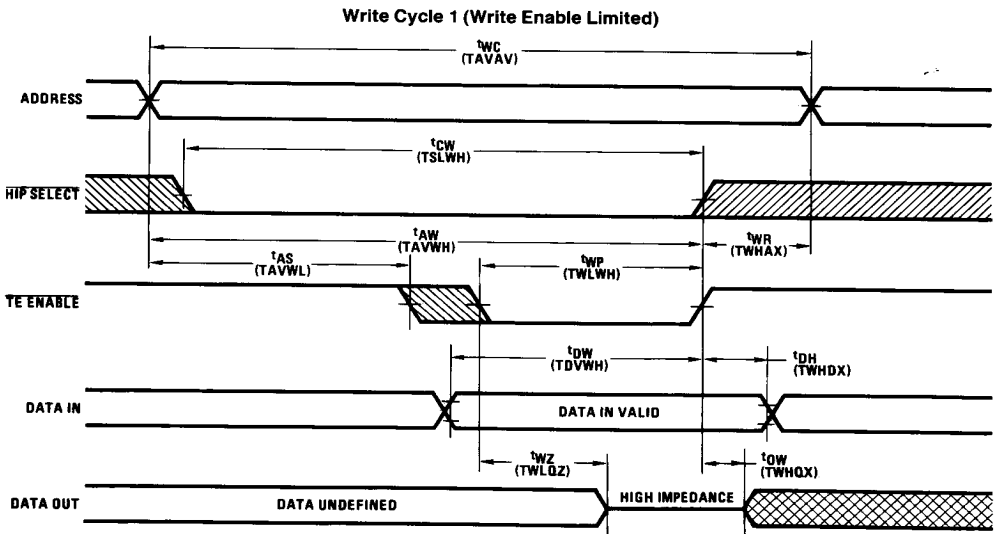 Write Cycle 1 (Write Enable Limited)
tWC
(TAVAV)
ADDRESS
tCW
(TSLWH)
HIP SELECT
tAW
(TAVWH)
tWR
(TWHAX)
tAS
(TAVWL)
tWP
(TWLWH)
TE ENABLE
tDW
(TDVWH)
tDH
(TWHDX)
DATA IN
DATA IN VALID
tWZ
(TWLQZ)
tOW
(TWHQX)
DATA OUT
DATA UNDEFINED
HIGH IMPEDANCE